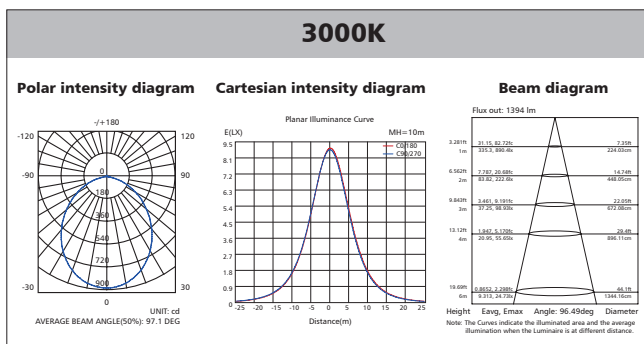 3000K
Polar intensity diagram
Cartesian intensity diagram
Beam diagram
-/+180
-120
120
-87
90
-30
30
0
0
180
360
540
720
900
UNIT: cd
AVERAGE BEAM ANGLE(50%): 97.1 DEG
Planar Illuminance Curve
E(LX)
MH=10m
C0/180
C90/270
9.5
8.1
7.2
6.3
5.4
4.5
3.6
2.7
1.8
0.9
0
-25 -20 -15 -10 -5 0 5 10 15 20 25
Distance(m)
Flux out: 1394 lm
3.281ft 31.15, 82.72fc 7.35ft
1m 335.3, 890.4lx 224.03cm
6.562ft 7.787, 20.68fc 14.74ft
2m 83.82, 222.6lx 448.05cm
9.843ft 3.461, 9.191fc 22.05ft
3m 37.25, 98.93lx 672.08cm
13.12ft 1.947, 5.170fc 29.4ft
4m 20.95, 55.65lx 896.11cm
19.69ft 0.8652, 2.298fc 44.1ft
6m 9.313, 24.73lx 1344.16cm
Height Eavg, Emax Angle: 96.49deg Diameter
Note: The Curves indicate the illuminated area and the average
illumination when the Luminaire is at different distance.